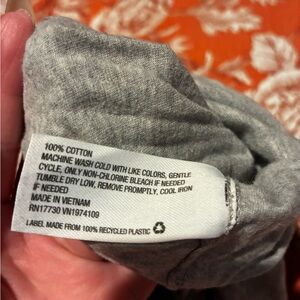 100% COTTON
MACHINE WASH COLD WITH LIKE COLORS, GENTLE
CYCLE, ONLY NON-CHLORINE BLEACH IF NEEDED
TUMBLE DRY LOW, REMOVE PROMPTLY, COOL IRON
IF NEEDED
MADE IN VIETNAM
RN17730 VN1974109
LABEL MADE FROM 100% RECYCLED PLASTIC